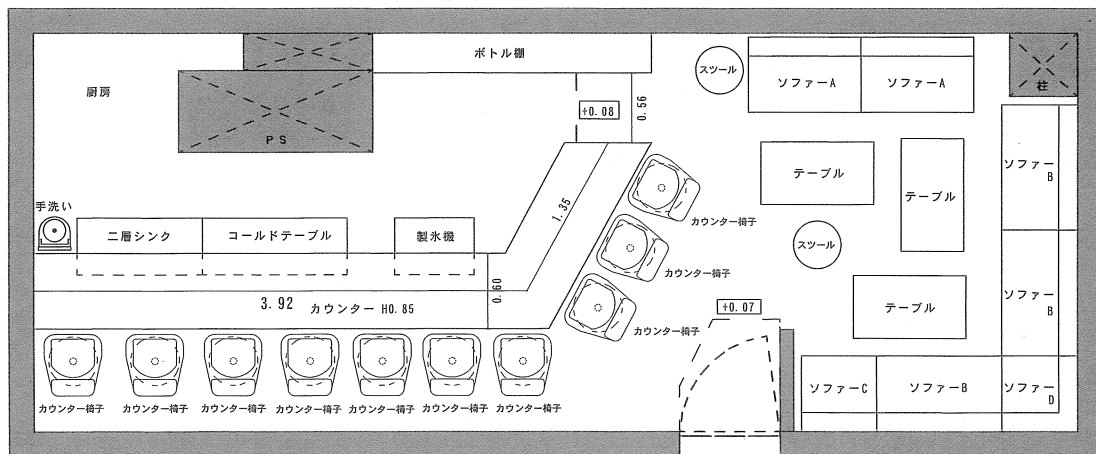 ボトル棚
スツール
ソファーA
ソファーA
柱
厨房
+0.08
0.56
PS
ソファーB
テーブル
テーブル
手洗い
1.35
カウンター椅子
二層シンク
コールドテーブル
製氷機
スツール
カウンター椅子
0.60
3.92
カウンター H0.85
ソファーB
テーブル
+0.07
カウンター椅子
ソファーC
ソファーB
ソファーD
カウンター椅子
カウンター椅子
カウンター椅子
カウンター椅子
カウンター椅子
カウンター椅子
カウンター椅子